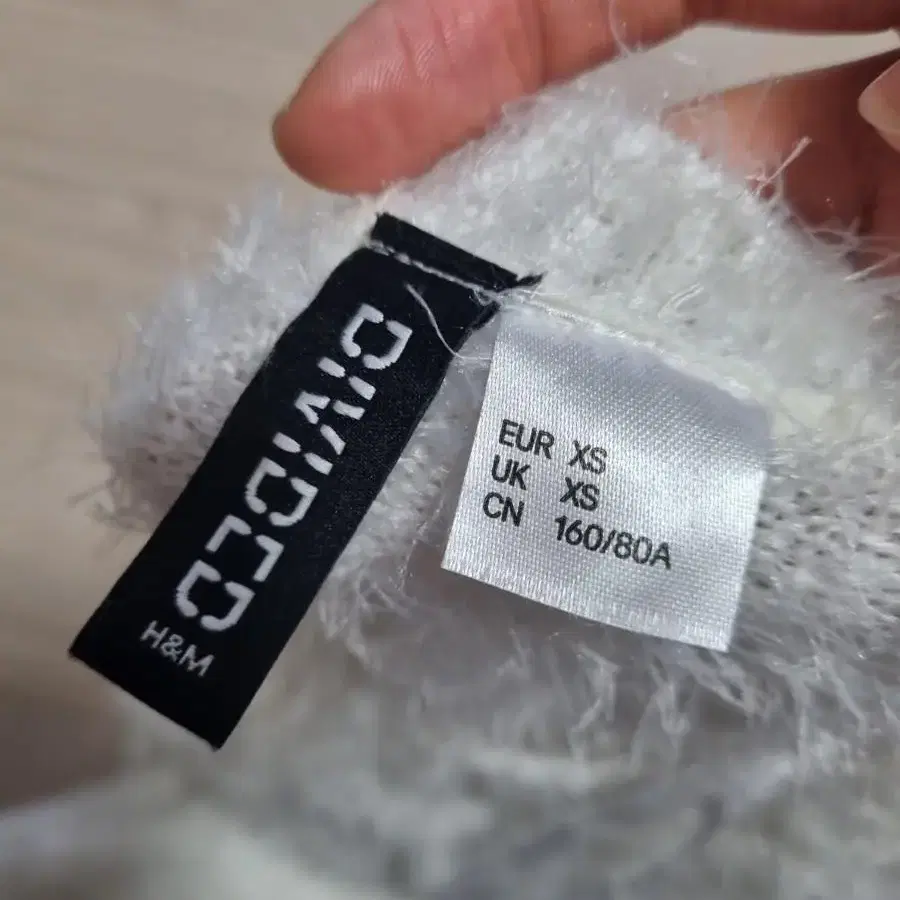 DIVIDED
H&M
EUR XS
UK XS
CN 160/80A